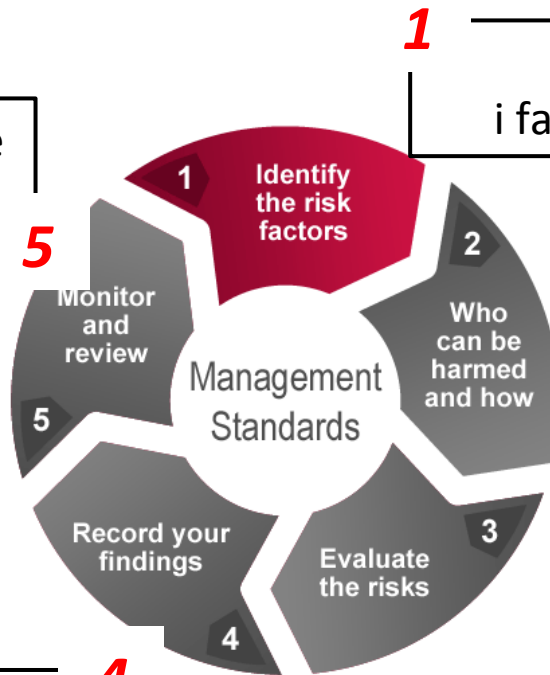 1
i fa
e
5
1
Identify
the risk
factors
2
Who
can be
harmed
and how
3
Evaluate
the risks
4
Record your
findings
5
Monitor
and
review
Management
Standards
4